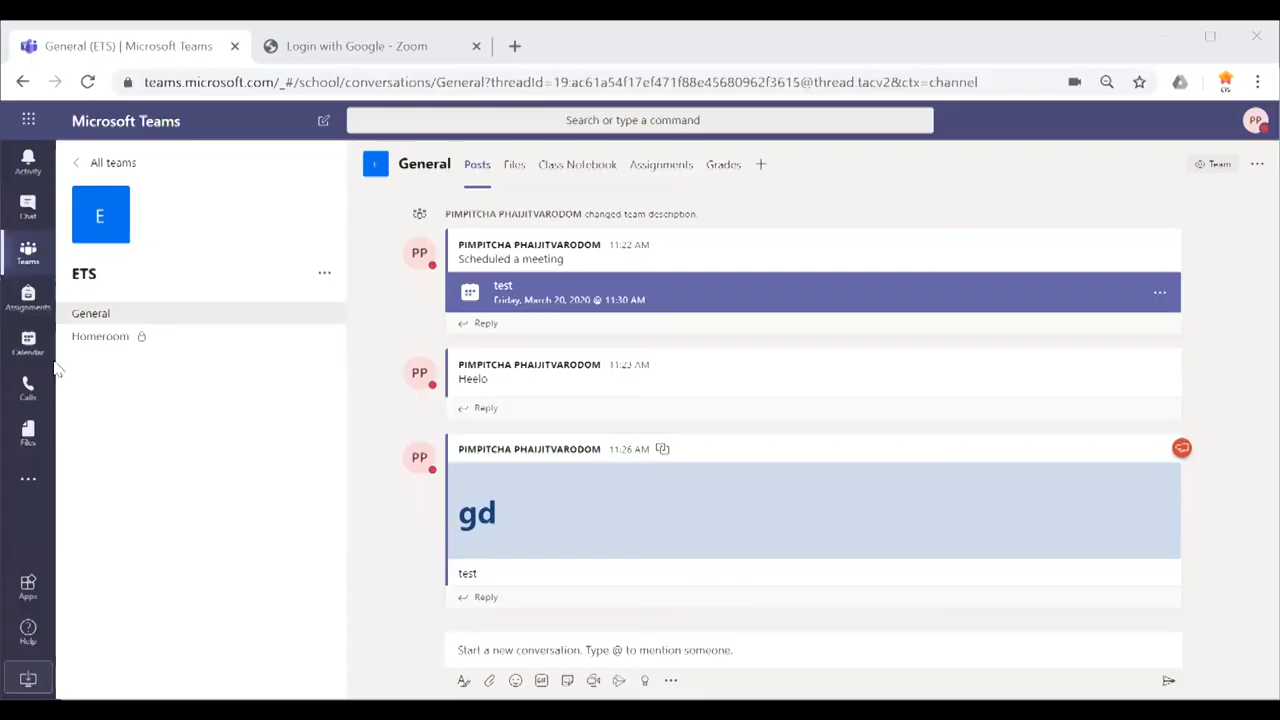 General (ETS) | Microsoft Teams
Login with Google - Zoom
teams.microsoft.com/_#/school/conversations/General?threadId=19:ac61a54f17ef471f88e45680962f3615@thread.tacv2&ctx=channel
ETS
Microsoft Teams
Search or type a command
PP
Activity
Chat
Teams
Assignments
Calendar
Calls
Files
Apps
Help
All teams
E
ETS
General
Homeroom
General
Posts
Files
Class Notebook
Assignments
Grades
Team
PIMPITCHA PHAIJITVARODOM changed team description.
PP
PIMPITCHA PHAIJITVARODOM 11:22 AM
Scheduled a meeting
test
Friday, March 20, 2020 @ 11:30 AM
Reply
PP
PIMPITCHA PHAIJITVARODOM 11:23 AM
Heelo
Reply
PP
PIMPITCHA PHAIJITVARODOM 11:26 AM
gd
test
Reply
Start a new conversation. Type @ to mention someone.
GIF